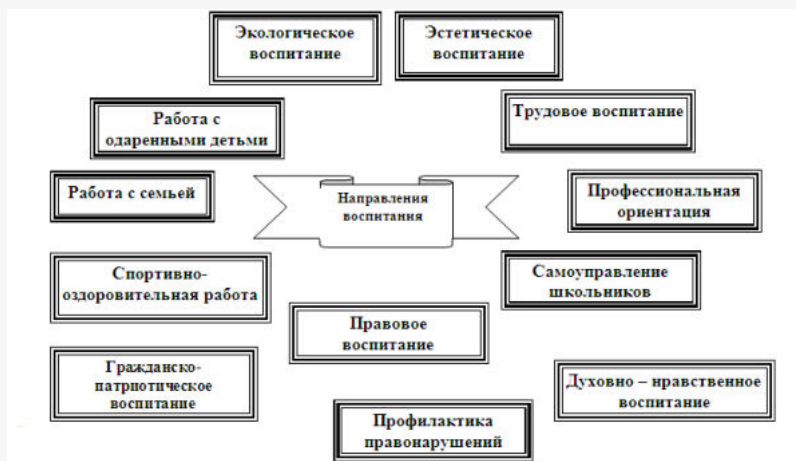 Экологическое
воспитание
Эстетическое
воспитание
Работа с
одаренными детьми
Трудовое воспитание
Работа с семьей
Направления
воспитания
Профессиональная
ориентация
Спортивно-
оздоровительная работа
Самоуправление
школьников
Правовое
воспитание
Гражданско-
патриотическое
воспитание
Духовно – нравственное
воспитание
Профилактика
правонарушений